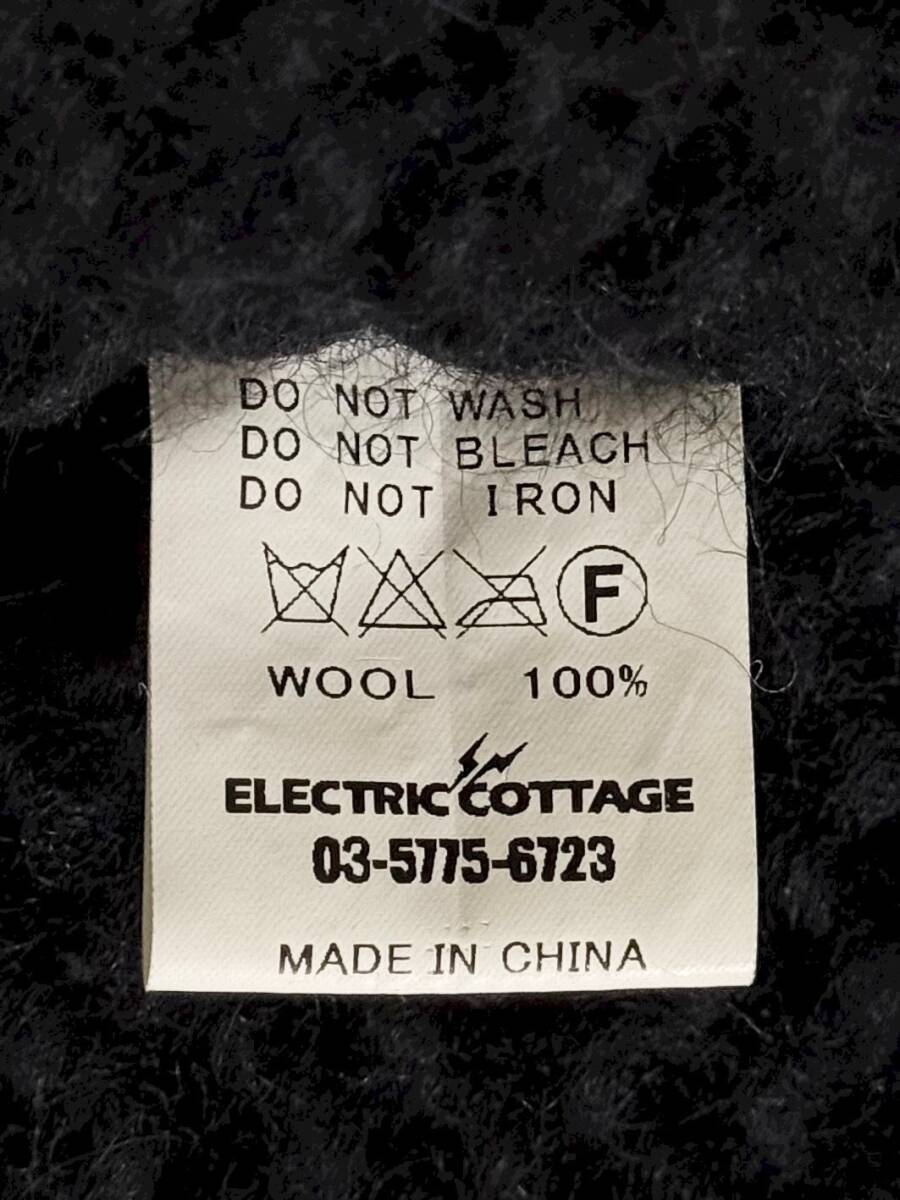 DO NOT WASH
DO NOT BLEACH
DO NOT IRON
F
WOOL 100%
ELECTRIC COTTAGE
03-5775-6723
MADE IN CHINA